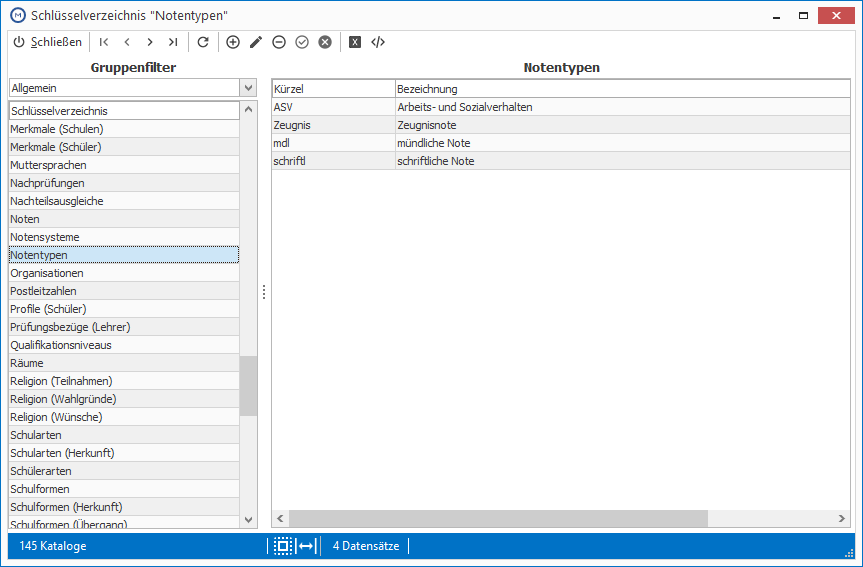 Schlüsselverzeichnis "Notentypen"
Schließen
Gruppenfilter
Allgemein
Schlüsselverzeichnis
Merkmale (Schulen)
Merkmale (Schüler)
Muttersprachen
Nachprüfungen
Nachteilsausgleiche
Noten
Notensysteme
Notentypen
Organisationen
Postleitzahlen
Profile (Schüler)
Prüfungsbezüge (Lehrer)
Qualifikationsniveaus
Räume
Religion (Teilnahmen)
Religion (Wahlgründe)
Religion (Wünsche)
Schularten
Schularten (Herkunft)
Schülerarten
Schulformen
Schulformen (Herkunft)
Schulformen (Übergang)
Notentypen
Kürzel Bezeichnung
ASV Arbeits- und Sozialverhalten
Zeugnis Zeugnisnote
mdl mündliche Note
schriftl schriftliche Note
145 Kataloge 4 Datensätze